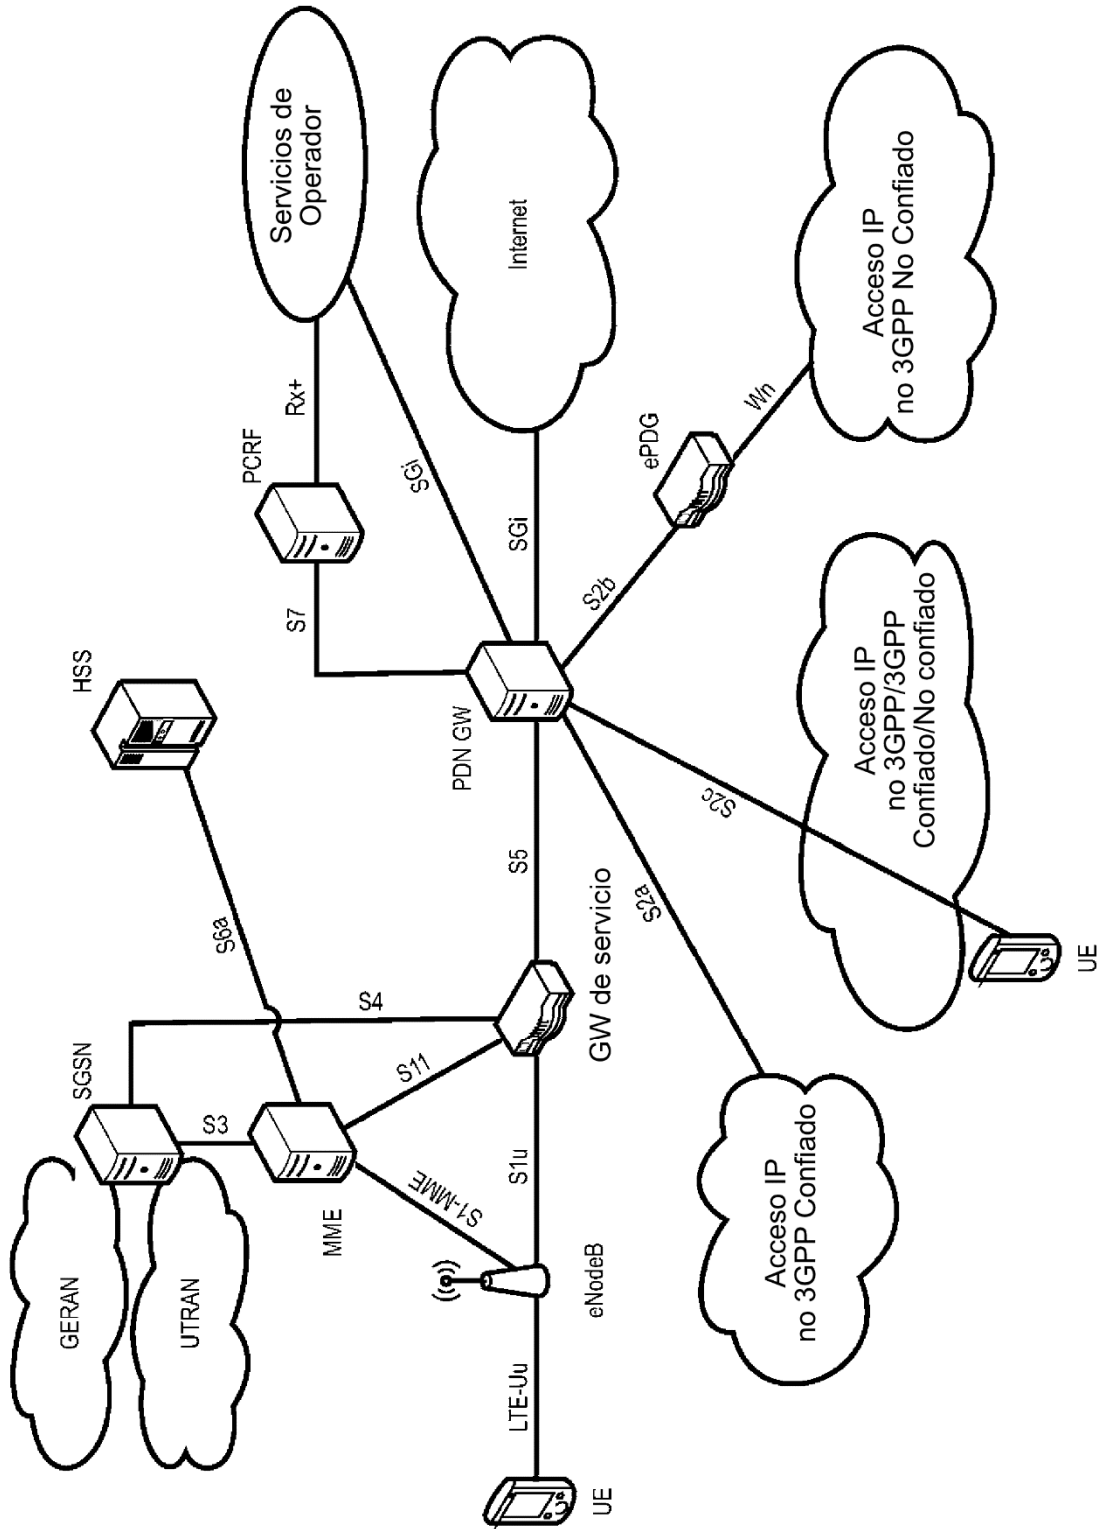 GERAN
UTRAN
SGSN
HSS
S3
S4
S6a
MME
S11
S1-MME
S7
PCRF
Rx+
Servicios de
Operador
SGi
UE
LTE-Uu
eNodeB
S1u
GW de servicio
S5
PDN GW
SGi
Internet
S2a
S2c
S2b
ePDG
Wn
Acceso IP
no 3GPP Confiado
UE
Acceso IP
no 3GPP/3GPP
Confiado/No confiado
Acceso IP
no 3GPP No Confiado